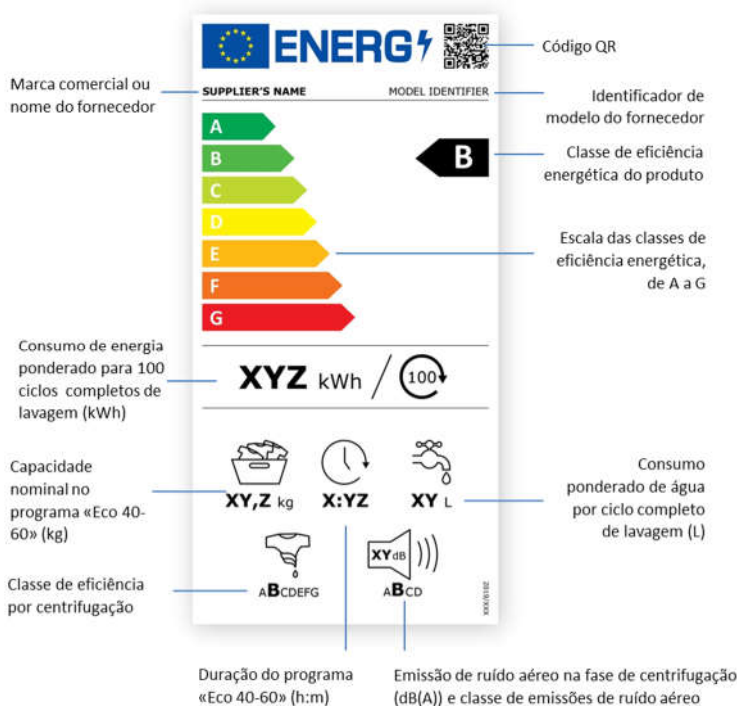 ENERG
Código QR
Marca comercial ou
nome do fornecedor
SUPPLIER'S NAME
MODEL IDENTIFIER
Identificador de
modelo do fornecedor
A
B
B
Classe de eficiência
energética do produto
C
D
E
Escala das classes de
eficiência energética,
de A a G
F
G
Consumo de energia
ponderado para 100
ciclos completos de
lavagem (kWh)
XYZ kWh / 100
Capacidade
nominal no
programa «Eco 40-
60» (kg)
XY,Z kg
X:YZ
XY L
Consumo
ponderado de água
por ciclo completo
de lavagem (L)
Classe de eficiência
por centrifugação
ABCDEFG
XYdB
ABCD
2019/XXX
Duração do programa
«Eco 40-60» (h:m)
Emissão de ruído aéreo na fase de centrifugação
(dB(A)) e classe de emissões de ruído aéreo